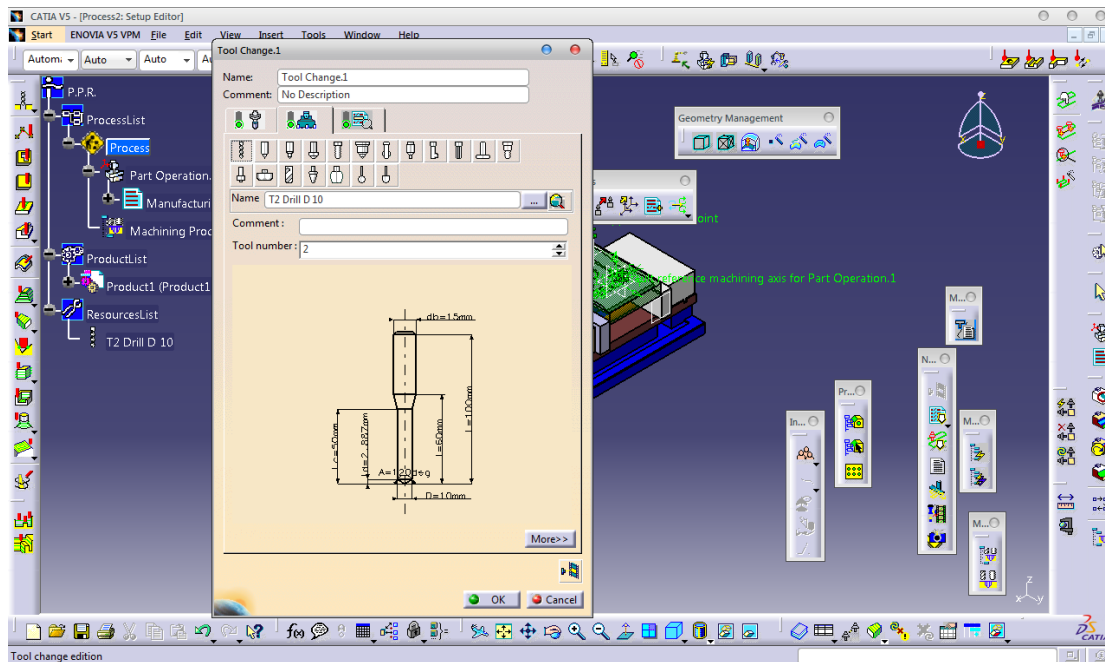 CATIA V5 - [Process2: Setup Editor]
Start ENOVIA V5 VPM File Edit View Insert Tools Window Help
Auto Auto
Tool Change.1
Name: Tool Change.1
Comment: No Description
Name T2 Drill D 10 ...
Comment :
Tool number : 2
db=15mm
L=100mm
l=60mm
Lc=50mm
ld=2.887mm
A=120deg
D=10mm
More>>
OK Cancel
P.P.R.
ProcessList
Process
Part Operation.
Manufacturi
Machining Proc
ProductList
Product1 (Product1
ResourcesList
T2 Drill D 10
Geometry Management
reference machining axis for Part Operation.1
M...
N...
Pr...
In...
M...
M...
z
x y
CATIA
Tool change edition